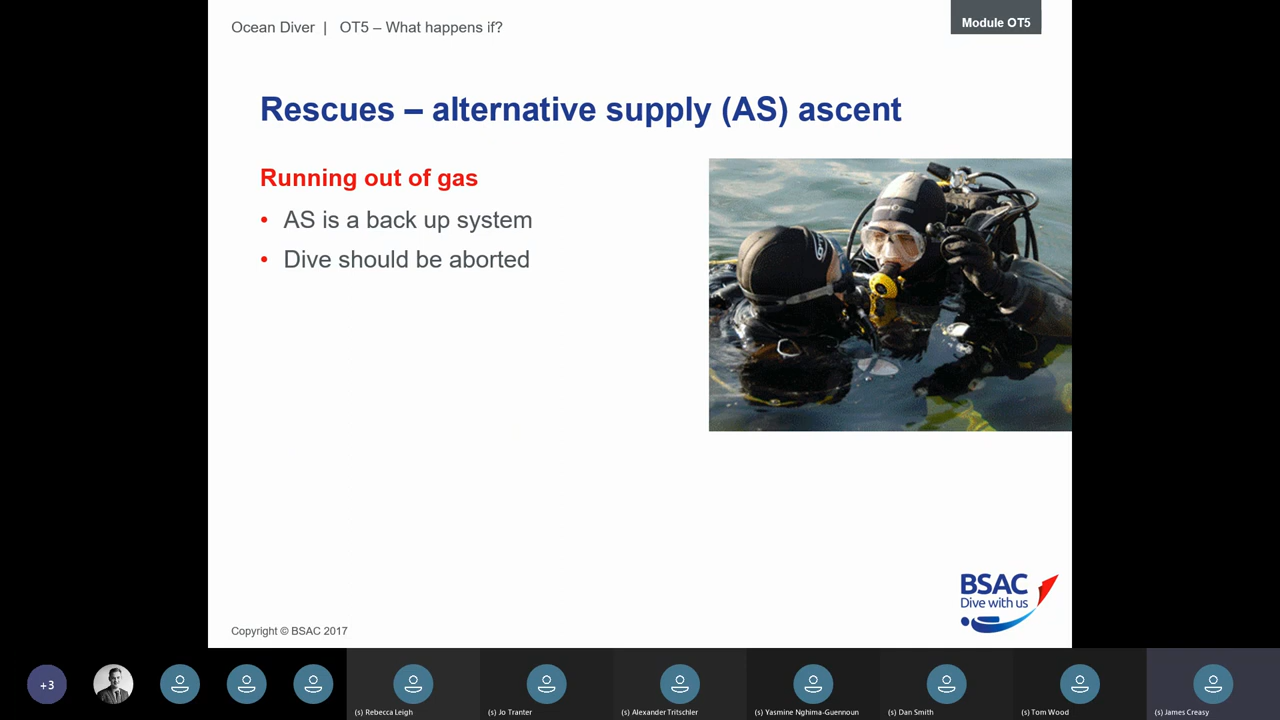 Ocean Diver | OT5 – What happens if?
Module OT5
Rescues – alternative supply (AS) ascent
Running out of gas
• AS is a back up system
• Dive should be aborted
BSAC
Dive with us
Copyright © BSAC 2017
+3
(s) Rebecca Leigh
(s) Jo Tranter
(s) Alexander Tritschler
(s) Yasmine Nghima-Guennoun
(s) Dan Smith
(s) Tom Wood
(s) James Creasy